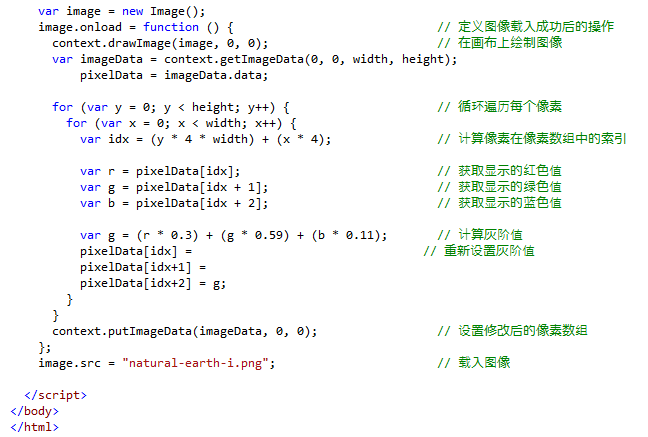 var image = new Image();
image.onload = function () { // 定义图像载入成功后的操作
context.drawImage(image, 0, 0); // 在画布上绘制图像
var imageData = context.getImageData(0, 0, width, height),
pixelData = imageData.data;
for (var y = 0; y < height; y++) { // 循环遍历每个像素
for (var x = 0; x < width; x++) {
var idx = (y * 4 * width) + (x * 4); // 计算像素在像素数组中的索引
var r = pixelData[idx]; // 获取显示的红色值
var g = pixelData[idx + 1]; // 获取显示的绿色值
var b = pixelData[idx + 2]; // 获取显示的蓝色值
var g = (r * 0.3) + (g * 0.59) + (b * 0.11); // 计算灰阶值
pixelData[idx] = // 重新设置灰阶值
pixelData[idx+1] =
pixelData[idx+2] = g;
}
}
context.putImageData(imageData, 0, 0); // 设置修改后的像素数组
};
image.src = "natural-earth-i.png"; // 载入图像
</script>
</body>
</html>